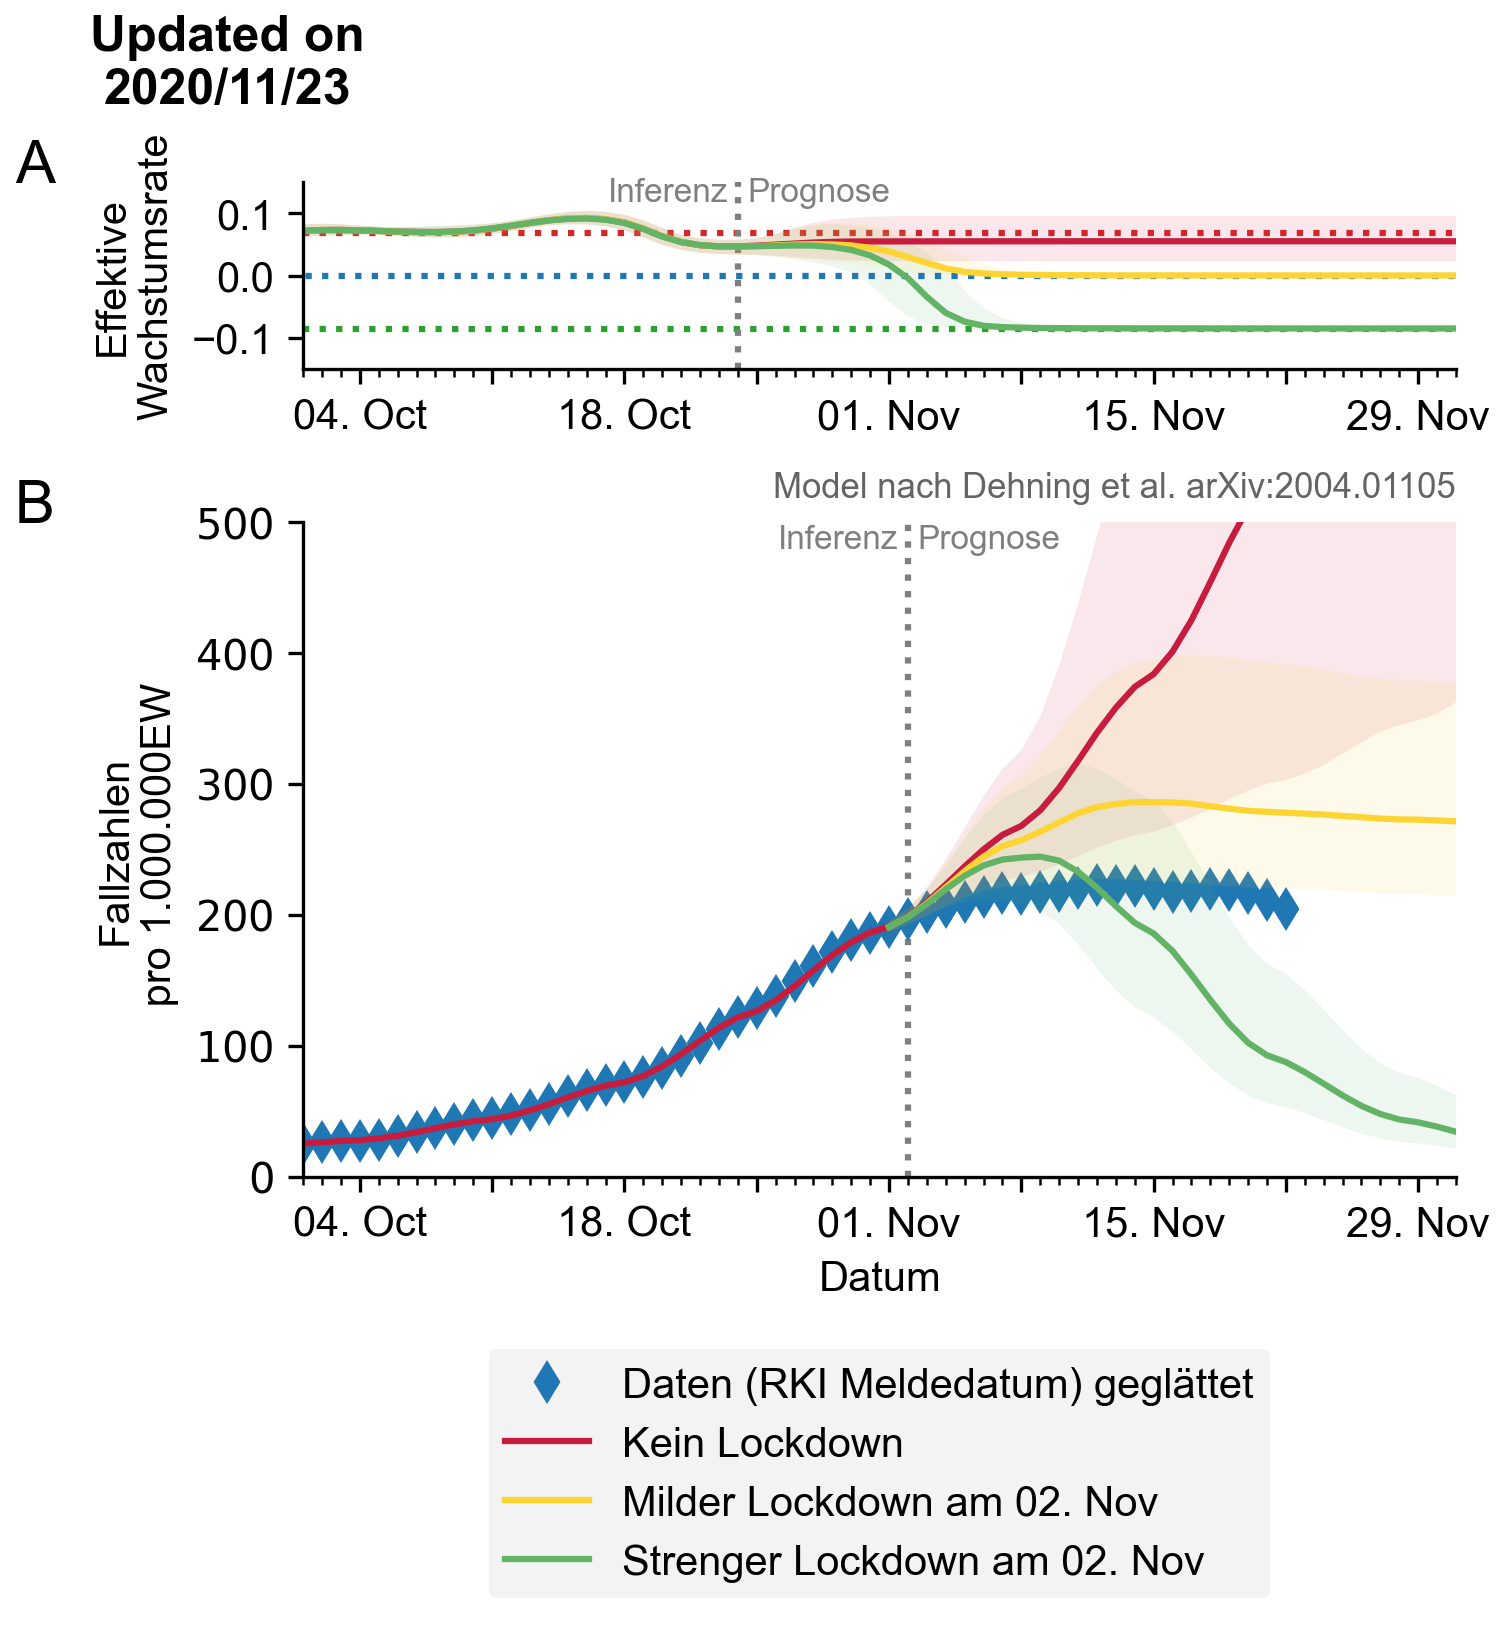 Updated on
2020/11/23
A
Effektive
Wachstumsrate
Inferenz
Prognose
0.1
0.0
−0.1
04. Oct
18. Oct
01. Nov
15. Nov
29. Nov
B
Model nach Dehning et al. arXiv:2004.01105
Inferenz
Prognose
Fallzahlen
pro 1.000.000EW
500
400
300
200
100
0
04. Oct
18. Oct
01. Nov
15. Nov
29. Nov
Datum
Daten (RKI Meldedatum) geglättet
Kein Lockdown
Milder Lockdown am 02. Nov
Strenger Lockdown am 02. Nov